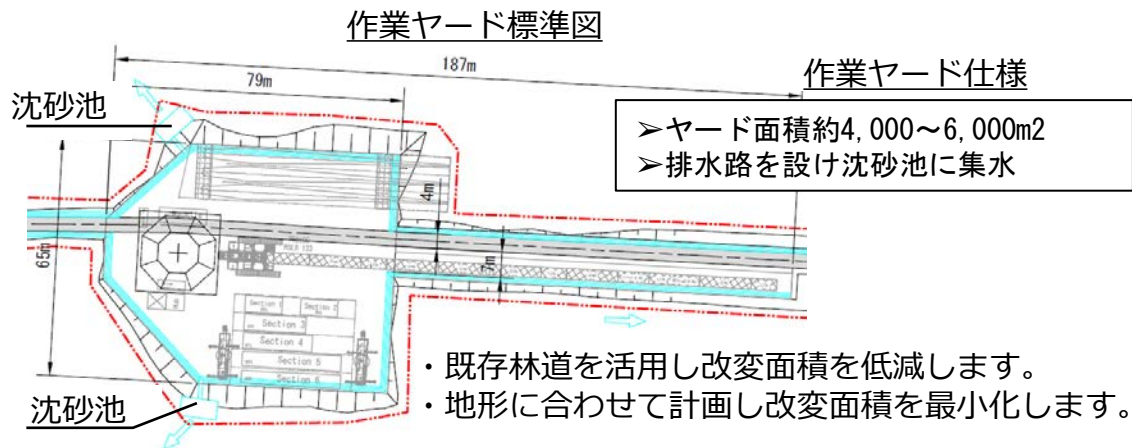 作業ヤード標準図
187m
79m
作業ヤード仕様
沈砂池
➢ヤード面積約4,000～6,000m2
➢排水路を設け沈砂池に集水
4m
65m
7m
Section 3
Section 4
Section 5
Section 6
・既存林道を活用し改変面積を低減します。
・地形に合わせて計画し改変面積を最小化します。
沈砂池